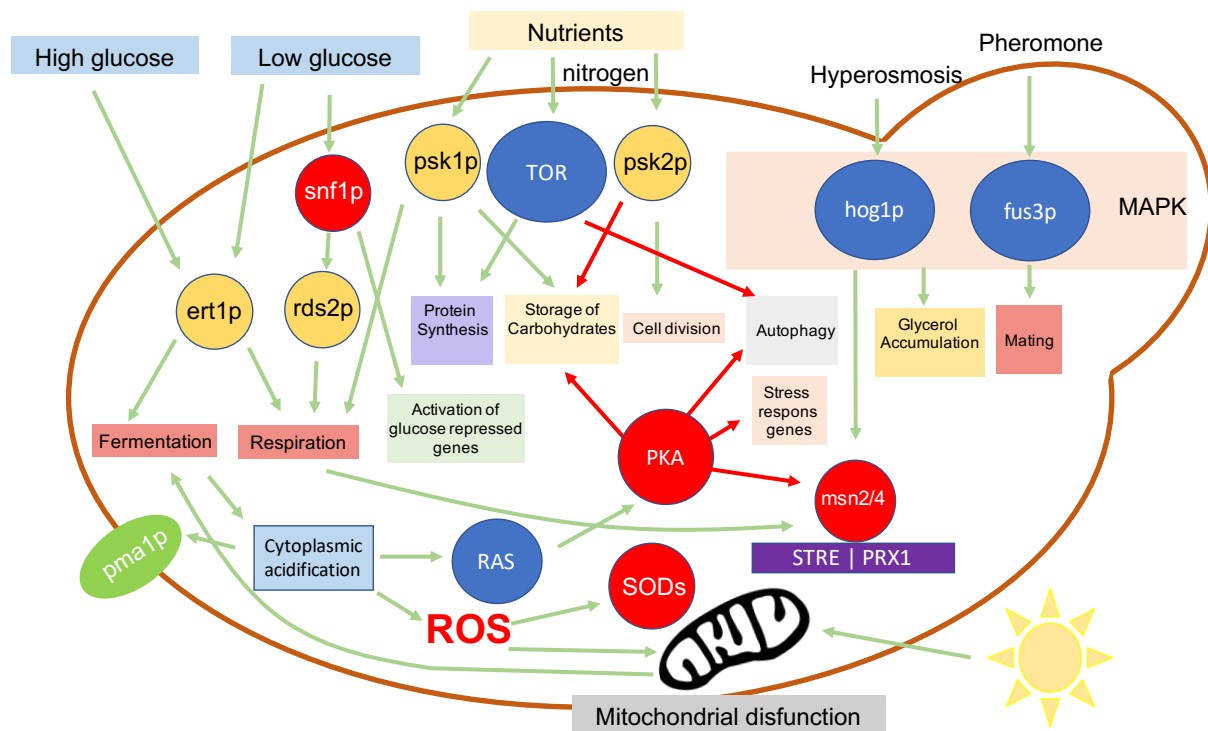 High glucose
Low glucose
Nutrients
nitrogen
Hyperosmosis
Pheromone
psk1p
TOR
psk2p
snf1p
hog1p
fus3p
MAPK
ert1p
rds2p
Protein
Synthesis
Storage of
Carbohydrates
Cell division
Autophagy
Glycerol
Accumulation
Mating
Activation of
glucose repressed
genes
Stress
respons
genes
Fermentation
Respiration
PKA
msn2/4
STRE | PRX1
pma1p
Cytoplasmic
acidification
RAS
SODs
ROS
Mitochondrial disfunction